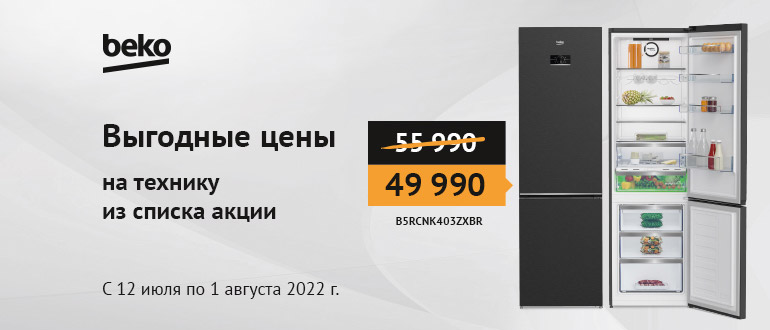 beko
Выгодные цены
на технику
из списка акции
С 12 июля по 1 августа 2022 г.
55 990
49 990
B5RCNK403ZXBR
beko